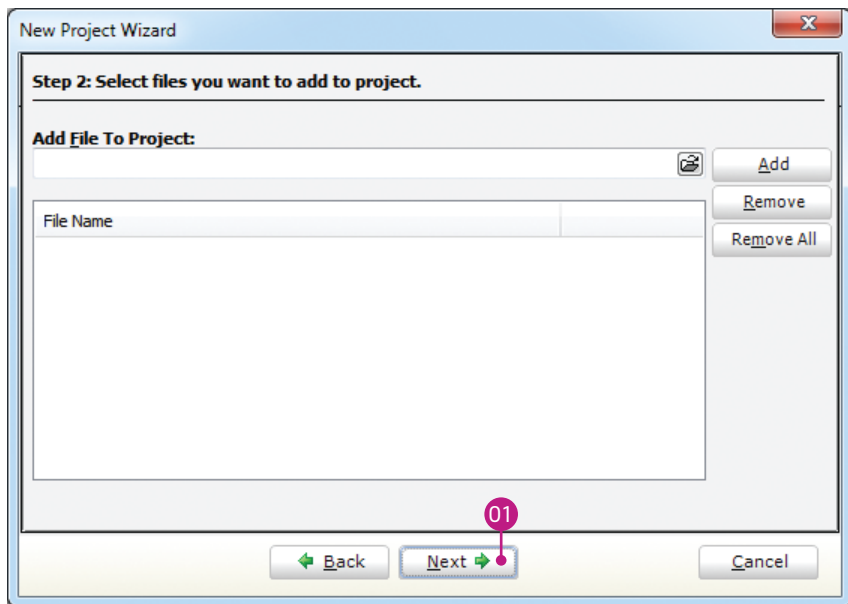 New Project Wizard
Step 2: Select files you want to add to project.
Add File To Project:
Add
Remove
File Name
Remove All
01
Back
Next
Cancel